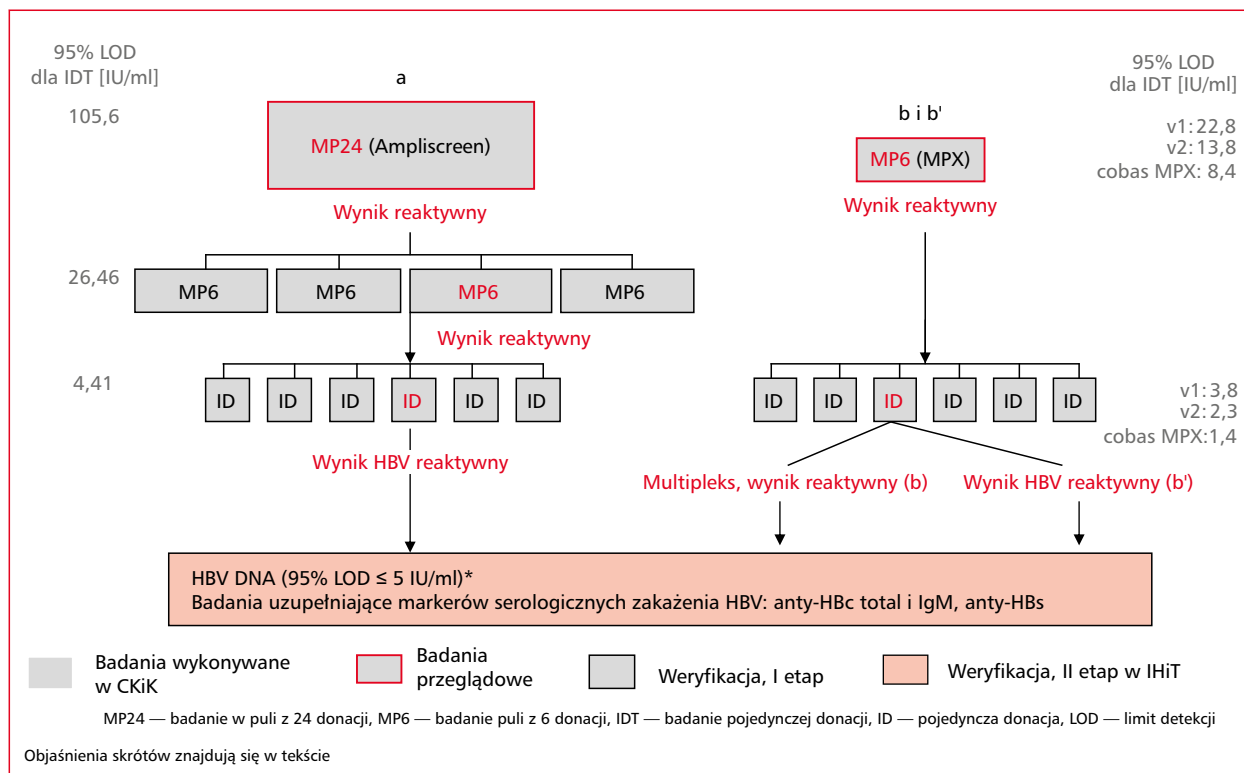 95% LOD
dla IDT [IU/ml]
105,6
a
MP24 (Ampliscreen)
b i b'
MP6 (MPX)
95% LOD
dla IDT [IU/ml]
v1: 22,8
v2: 13,8
cobas MPX: 8,4
Wynik reaktywny
Wynik reaktywny
26,46
MP6
MP6
MP6
MP6
Wynik reaktywny
4,41
ID
ID
ID
ID
ID
ID
ID
ID
ID
ID
ID
ID
v1: 3,8
v2: 2,3
cobas MPX:1,4
Wynik HBV reaktywny
Multipleks, wynik reaktywny (b)
Wynik HBV reaktywny (b')
HBV DNA (95% LOD ≤ 5 IU/ml)*
Badania uzupełniające markerów serologicznych zakażenia HBV: anty-HBc total i IgM, anty-HBs
Badania wykonywane
w CKiK
Badania
przeglądowe
Weryfikacja, I etap
Weryfikacja, II etap w IHiT
MP24 — badanie w puli z 24 donacji, MP6 — badanie puli z 6 donacji, IDT — badanie pojedynczej donacji, ID — pojedyncza donacja, LOD — limit detekcji
Objaśnienia skrótów znajdują się w tekście